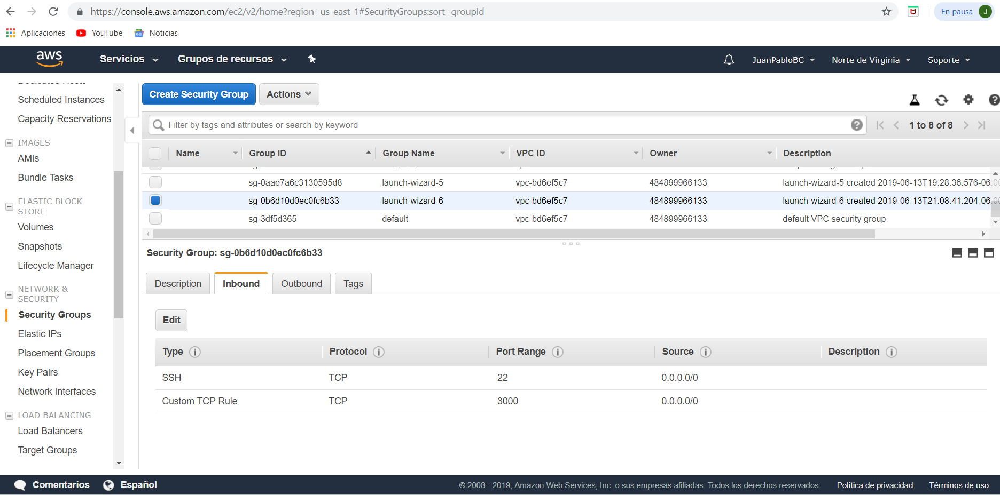 https://console.aws.amazon.com/ec2/v2/home?region=us-east-1#SecurityGroups:sort=groupId
En pausa
J
Aplicaciones
YouTube
Noticias
aws
Servicios
Grupos de recursos
JuanPabloBC
Norte de Virginia
Soporte
Scheduled Instances
Capacity Reservations
IMAGES
AMIs
Bundle Tasks
ELASTIC BLOCK
STORE
Volumes
Snapshots
Lifecycle Manager
NETWORK &
SECURITY
Security Groups
Elastic IPs
Placement Groups
Key Pairs
Network Interfaces
LOAD BALANCING
Load Balancers
Target Groups
Create Security Group
Actions
Filter by tags and attributes or search by keyword
1 to 8 of 8
Name Group ID Group Name VPC ID Owner Description
sg-0aae7a6c3130595d8 launch-wizard-5 vpc-bd6ef5c7 484899966133 launch-wizard-5 created 2019-06-13T19:28:36.576-06:00
sg-0b6d10d0ec0fc6b33 launch-wizard-6 vpc-bd6ef5c7 484899966133 launch-wizard-6 created 2019-06-13T21:08:41.204-06:00
sg-3df5d365 default vpc-bd6ef5c7 484899966133 default VPC security group
Security Group: sg-0b6d10d0ec0fc6b33
Description Inbound Outbound Tags
Edit
Type Protocol Port Range Source Description
SSH TCP 22 0.0.0.0/0
Custom TCP Rule TCP 3000 0.0.0.0/0
Comentarios
Español
© 2008 - 2019, Amazon Web Services, Inc. o sus empresas afiliadas. Todos los derechos reservados.
Política de privacidad
Términos de uso